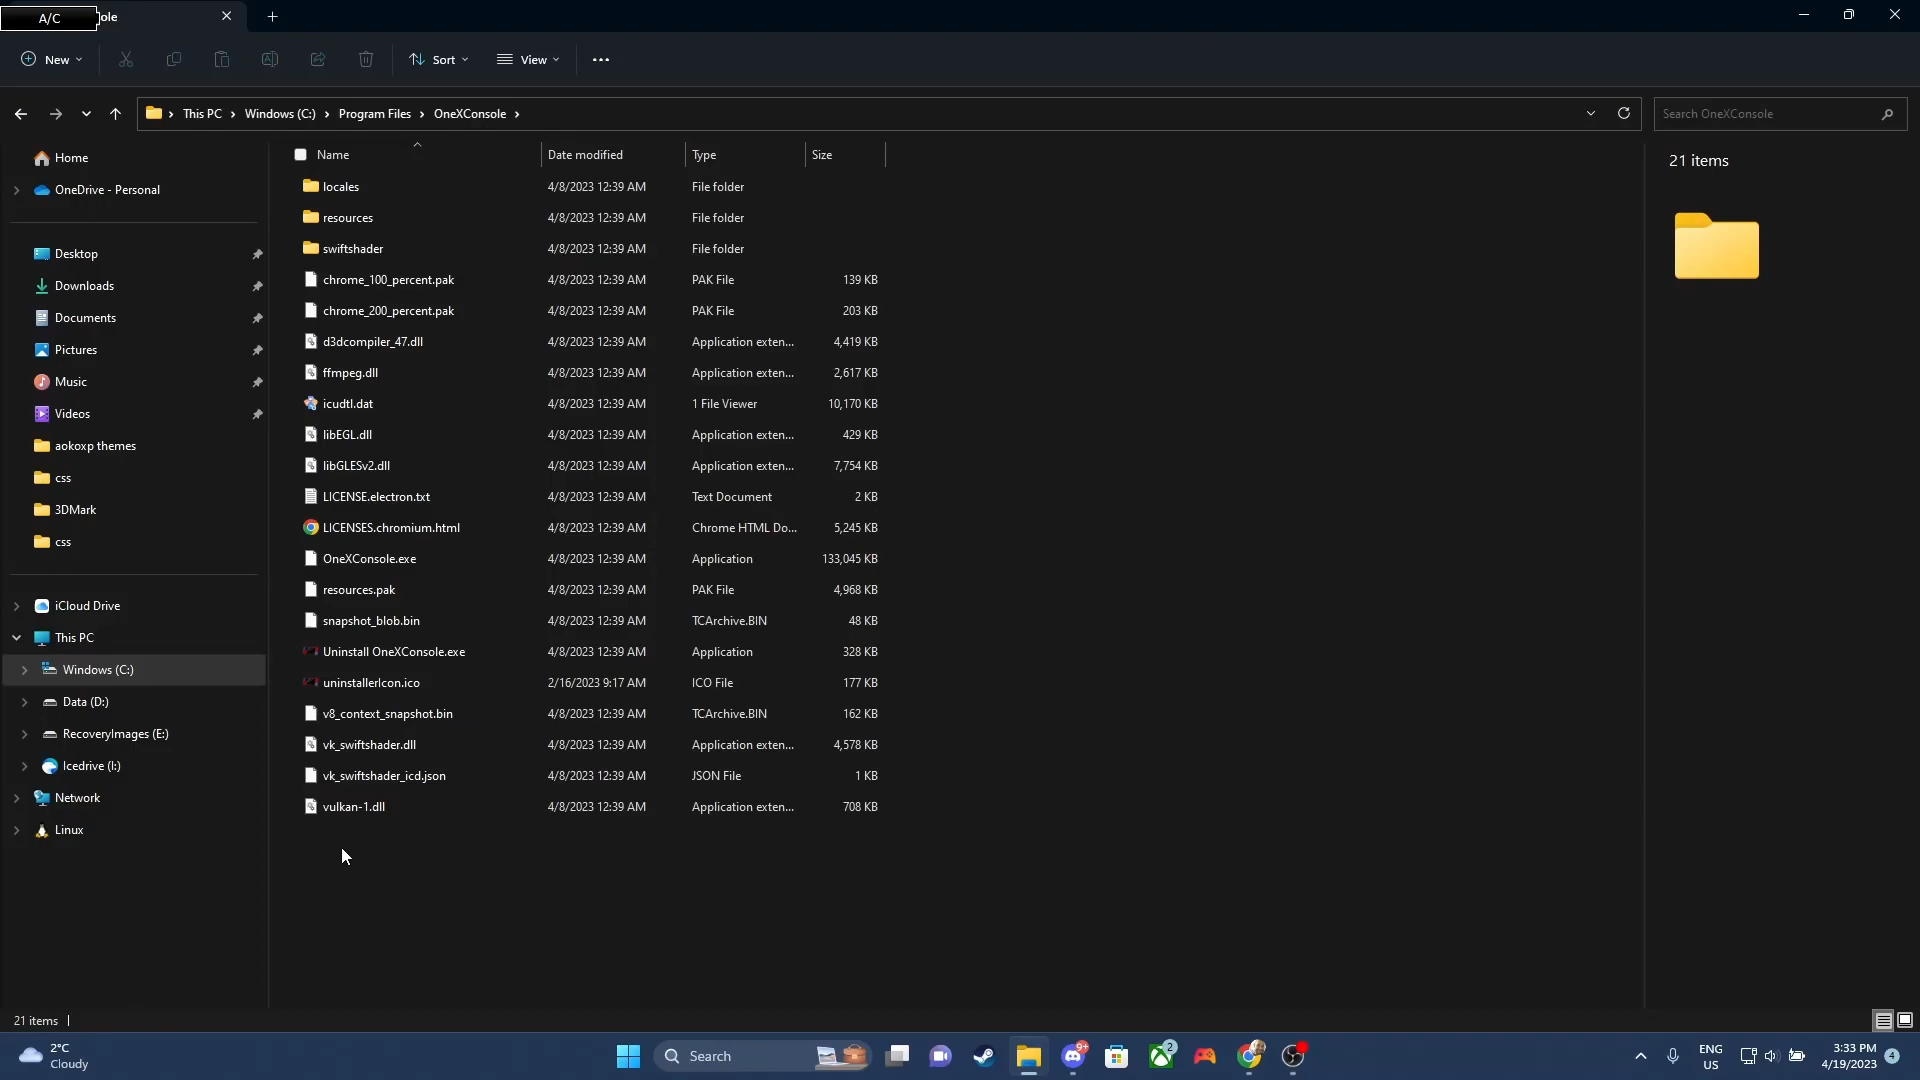 A/C
ole
New
Sort
View
This PC
Windows (C:)
Program Files
OneXConsole
Search OneXConsole
Home
OneDrive - Personal
Desktop
Downloads
Documents
Pictures
Music
Videos
aokoxp themes
css
3DMark
css
iCloud Drive
This PC
Windows (C:)
Data (D:)
RecoveryImages (E:)
Icedrive (I:)
Network
Linux
Name Date modified Type Size
locales 4/8/2023 12:39 AM File folder
resources 4/8/2023 12:39 AM File folder
swiftshader 4/8/2023 12:39 AM File folder
chrome_100_percent.pak 4/8/2023 12:39 AM PAK File 139 KB
chrome_200_percent.pak 4/8/2023 12:39 AM PAK File 203 KB
d3dcompiler_47.dll 4/8/2023 12:39 AM Application exten... 4,419 KB
ffmpeg.dll 4/8/2023 12:39 AM Application exten... 2,617 KB
icudtl.dat 4/8/2023 12:39 AM 1 File Viewer 10,170 KB
libEGL.dll 4/8/2023 12:39 AM Application exten... 429 KB
libGLESv2.dll 4/8/2023 12:39 AM Application exten... 7,754 KB
LICENSE.electron.txt 4/8/2023 12:39 AM Text Document 2 KB
LICENSES.chromium.html 4/8/2023 12:39 AM Chrome HTML Do... 5,245 KB
OneXConsole.exe 4/8/2023 12:39 AM Application 133,045 KB
resources.pak 4/8/2023 12:39 AM PAK File 4,968 KB
snapshot_blob.bin 4/8/2023 12:39 AM TCArchive.BIN 48 KB
Uninstall OneXConsole.exe 4/8/2023 12:39 AM Application 328 KB
uninstallerIcon.ico 2/16/2023 9:17 AM ICO File 177 KB
v8_context_snapshot.bin 4/8/2023 12:39 AM TCArchive.BIN 162 KB
vk_swiftshader.dll 4/8/2023 12:39 AM Application exten... 4,578 KB
vk_swiftshader_icd.json 4/8/2023 12:39 AM JSON File 1 KB
vulkan-1.dll 4/8/2023 12:39 AM Application exten... 708 KB
21 items
21 items
2°C
Cloudy
Search
9+
2
ENG
US
3:33 PM
4/19/2023
4